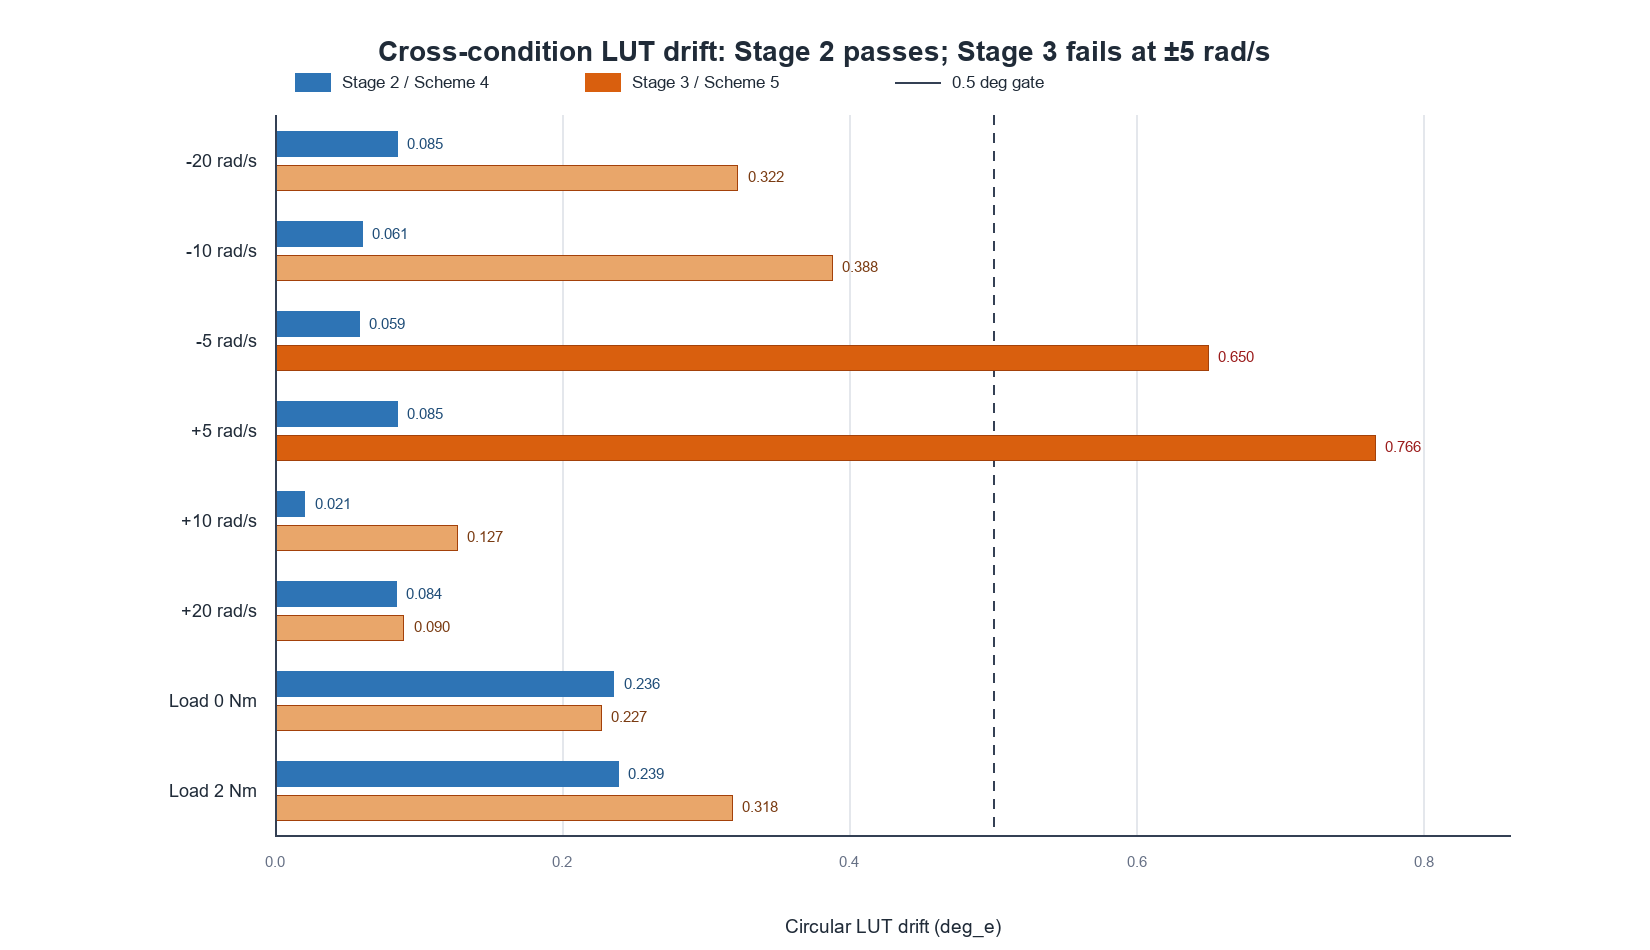 Cross-condition LUT drift: Stage 2 passes; Stage 3 fails at ±5 rad/s
Stage 2 / Scheme 4 Stage 3 / Scheme 5 0.5 deg gate
-20 rad/s 0.085
0.322
-10 rad/s 0.061
0.388
-5 rad/s 0.059
0.650
+5 rad/s 0.085
0.766
+10 rad/s 0.021
0.127
+20 rad/s 0.084
0.090
Load 0 Nm 0.236
0.227
Load 2 Nm 0.239
0.318
0.0 0.2 0.4 0.6 0.8
Circular LUT drift (deg_e)